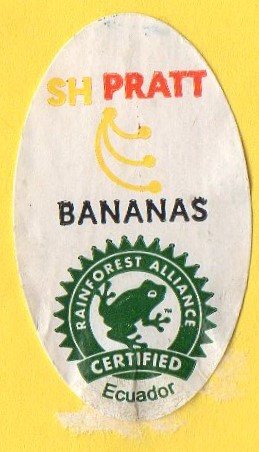 SH PRATT
BANANAS
RAINFOREST ALLIANCE
CERTIFIED
Ecuador